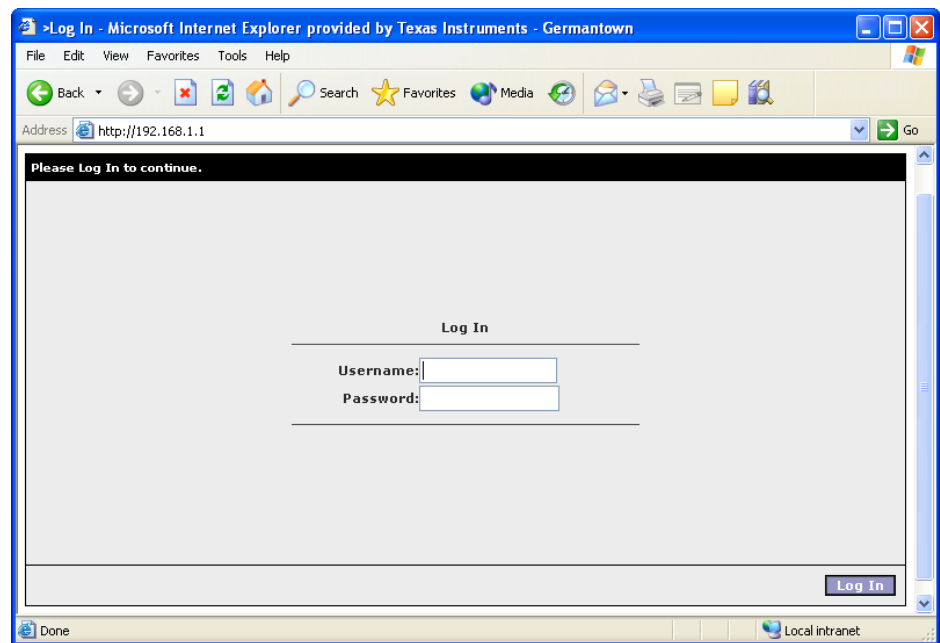 >Log In - Microsoft Internet Explorer provided by Texas Instruments - Germantown
File Edit View Favorites Tools Help
Back Search Favorites Media
Address http://192.168.1.1 Go
Please Log In to continue.
Log In
Username:
Password:
Log In
Done Local intranet